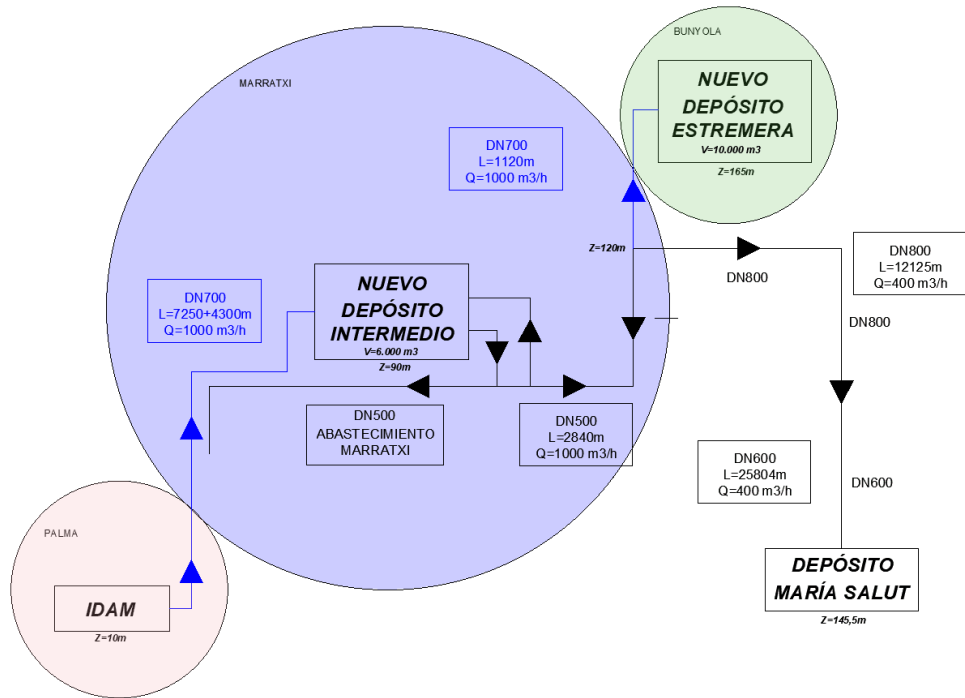 BUNYOLA
NUEVO
DEPÓSITO
ESTREMERA
V=10.000 m3
Z=165m
MARRATXI
DN700
L=1120m
Q=1000 m3/h
Z=120m
DN800
DN800
L=12125m
Q=400 m3/h
DN800
DN700
L=7250+4300m
Q=1000 m3/h
NUEVO
DEPÓSITO
INTERMEDIO
V=6.000 m3
Z=90m
DN500
ABASTECIMIENTO
MARRATXI
DN500
L=2840m
Q=1000 m3/h
DN600
L=25804m
Q=400 m3/h
DN600
PALMA
IDAM
Z=10m
DEPÓSITO
MARÍA SALUT
Z=145,5m